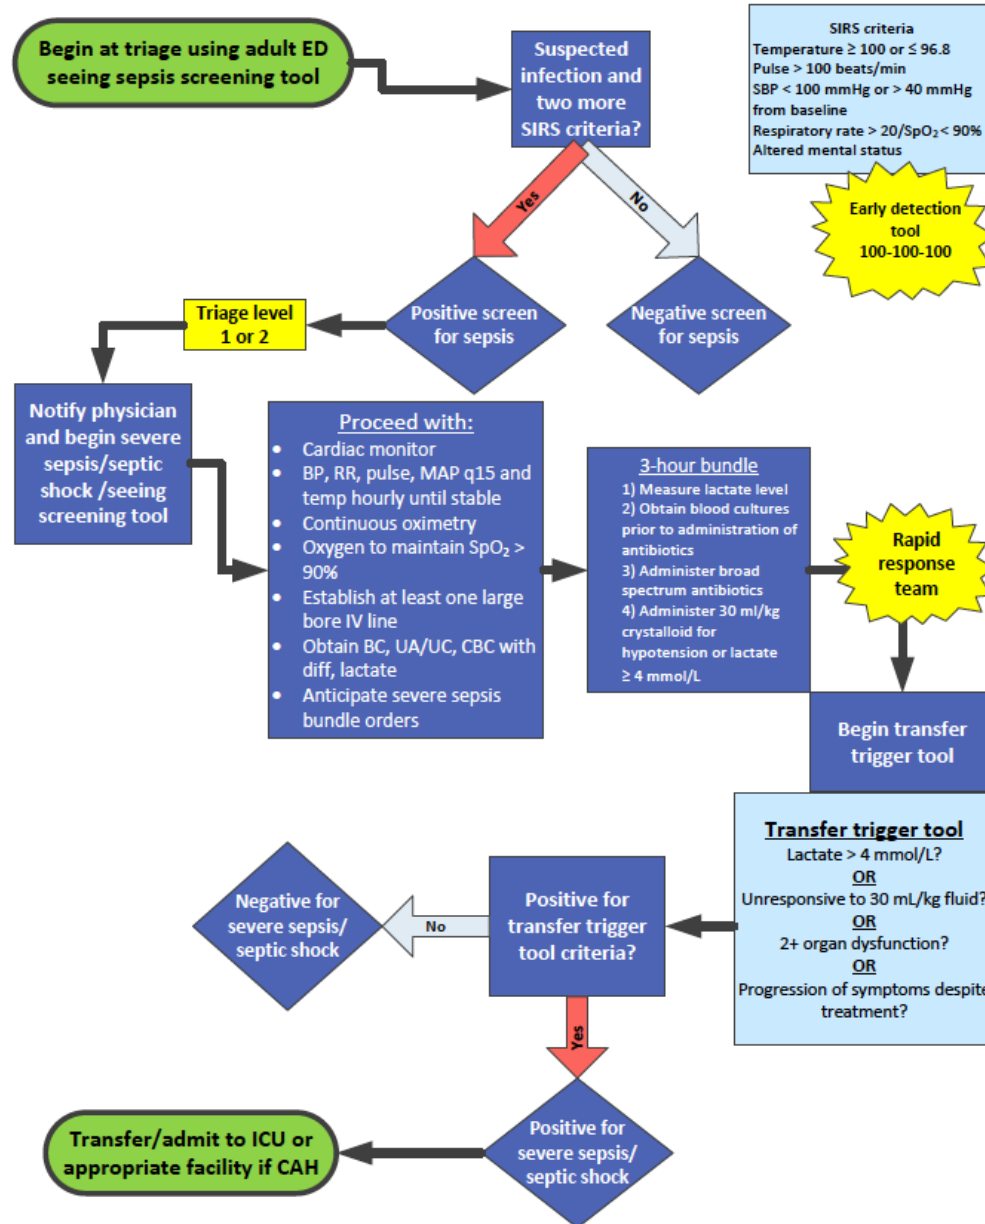 Begin at triage using adult ED
seeing sepsis screening tool
Suspected
infection and
two more
SIRS criteria?
SIRS criteria
Temperature ≥ 100 or ≤ 96.8
Pulse > 100 beats/min
SBP < 100 mmHg or > 40 mmHg
from baseline
Respiratory rate > 20/SpO₂ < 90%
Altered mental status
Early detection
tool
100-100-100
Yes
No
Positive screen
for sepsis
Negative screen
for sepsis
Triage level
1 or 2
Notify physician
and begin severe
sepsis/septic
shock /seeing
screening tool
Proceed with:
• Cardiac monitor
• BP, RR, pulse, MAP q15 and
temp hourly until stable
• Continuous oximetry
• Oxygen to maintain SpO₂ >
90%
• Establish at least one large
bore IV line
• Obtain BC, UA/UC, CBC with
diff, lactate
• Anticipate severe sepsis
bundle orders
3-hour bundle
1) Measure lactate level
2) Obtain blood cultures
prior to administration of
antibiotics
3) Administer broad
spectrum antibiotics
4) Administer 30 ml/kg
crystalloid for
hypotension or lactate
≥ 4 mmol/L
Rapid
response
team
Begin transfer
trigger tool
Transfer trigger tool
Lactate > 4 mmol/L?
OR
Unresponsive to 30 mL/kg fluid?
OR
2+ organ dysfunction?
OR
Progression of symptoms despite
treatment?
Positive for
transfer trigger
tool criteria?
No
Negative for
severe sepsis/
septic shock
Yes
Positive for
severe sepsis/
septic shock
Transfer/admit to ICU or
appropriate facility if CAH